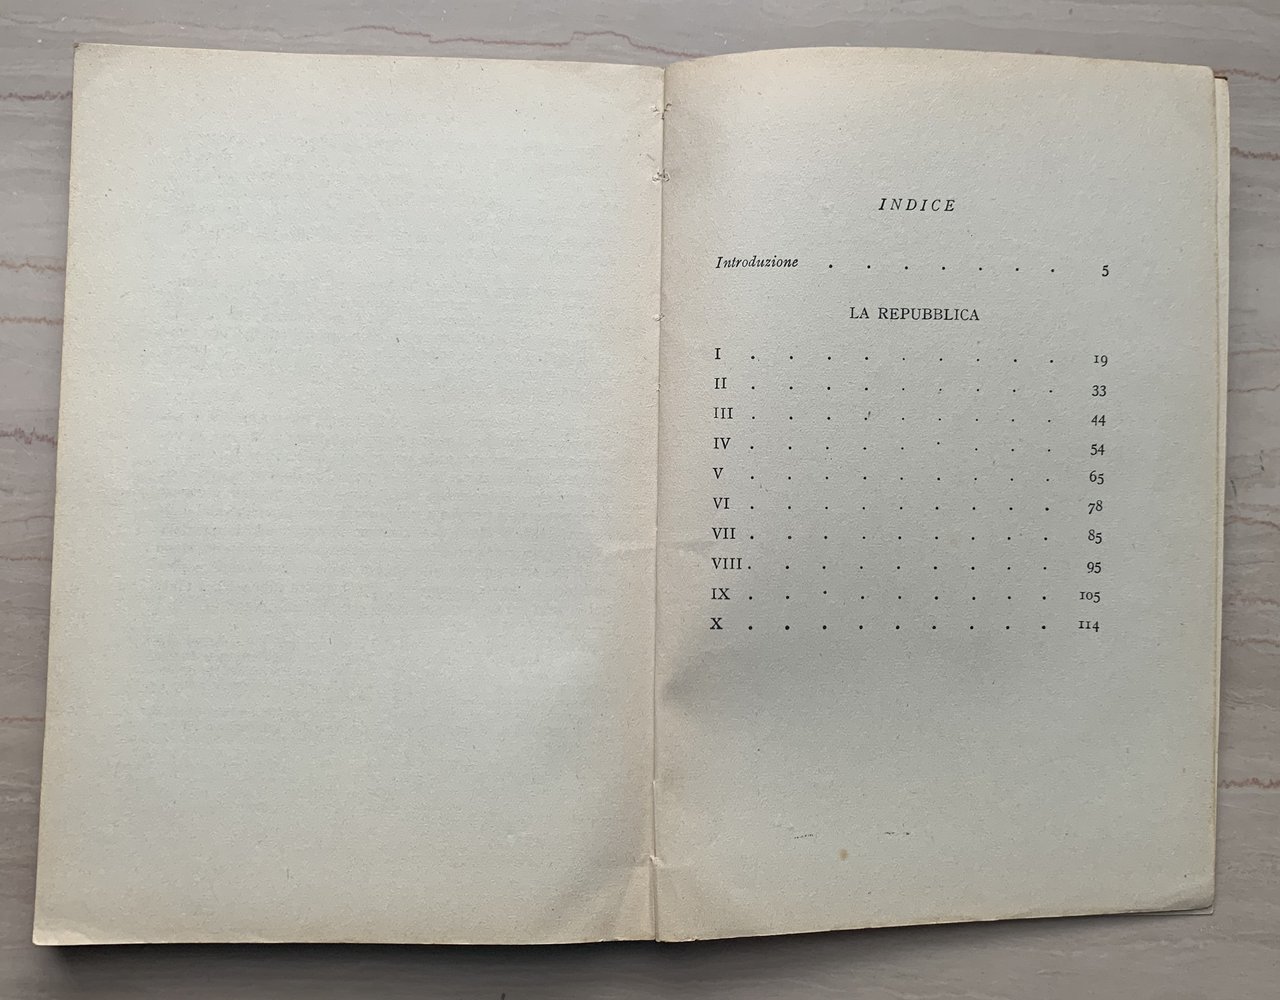 INDICE
Introduzione . . . . . . . 5
LA REPUBBLICA
I . . . . . . . . . 19
II . . . . . . . . . 33
III . . . . . . . . . 44
IV . . . . . . . . . 54
V . . . . . . . . . 65
VI . . . . . . . . . 78
VII . . . . . . . . . 85
VIII . . . . . . . . . 95
IX . . . . . . . . . 105
X . . . . . . . . . 114